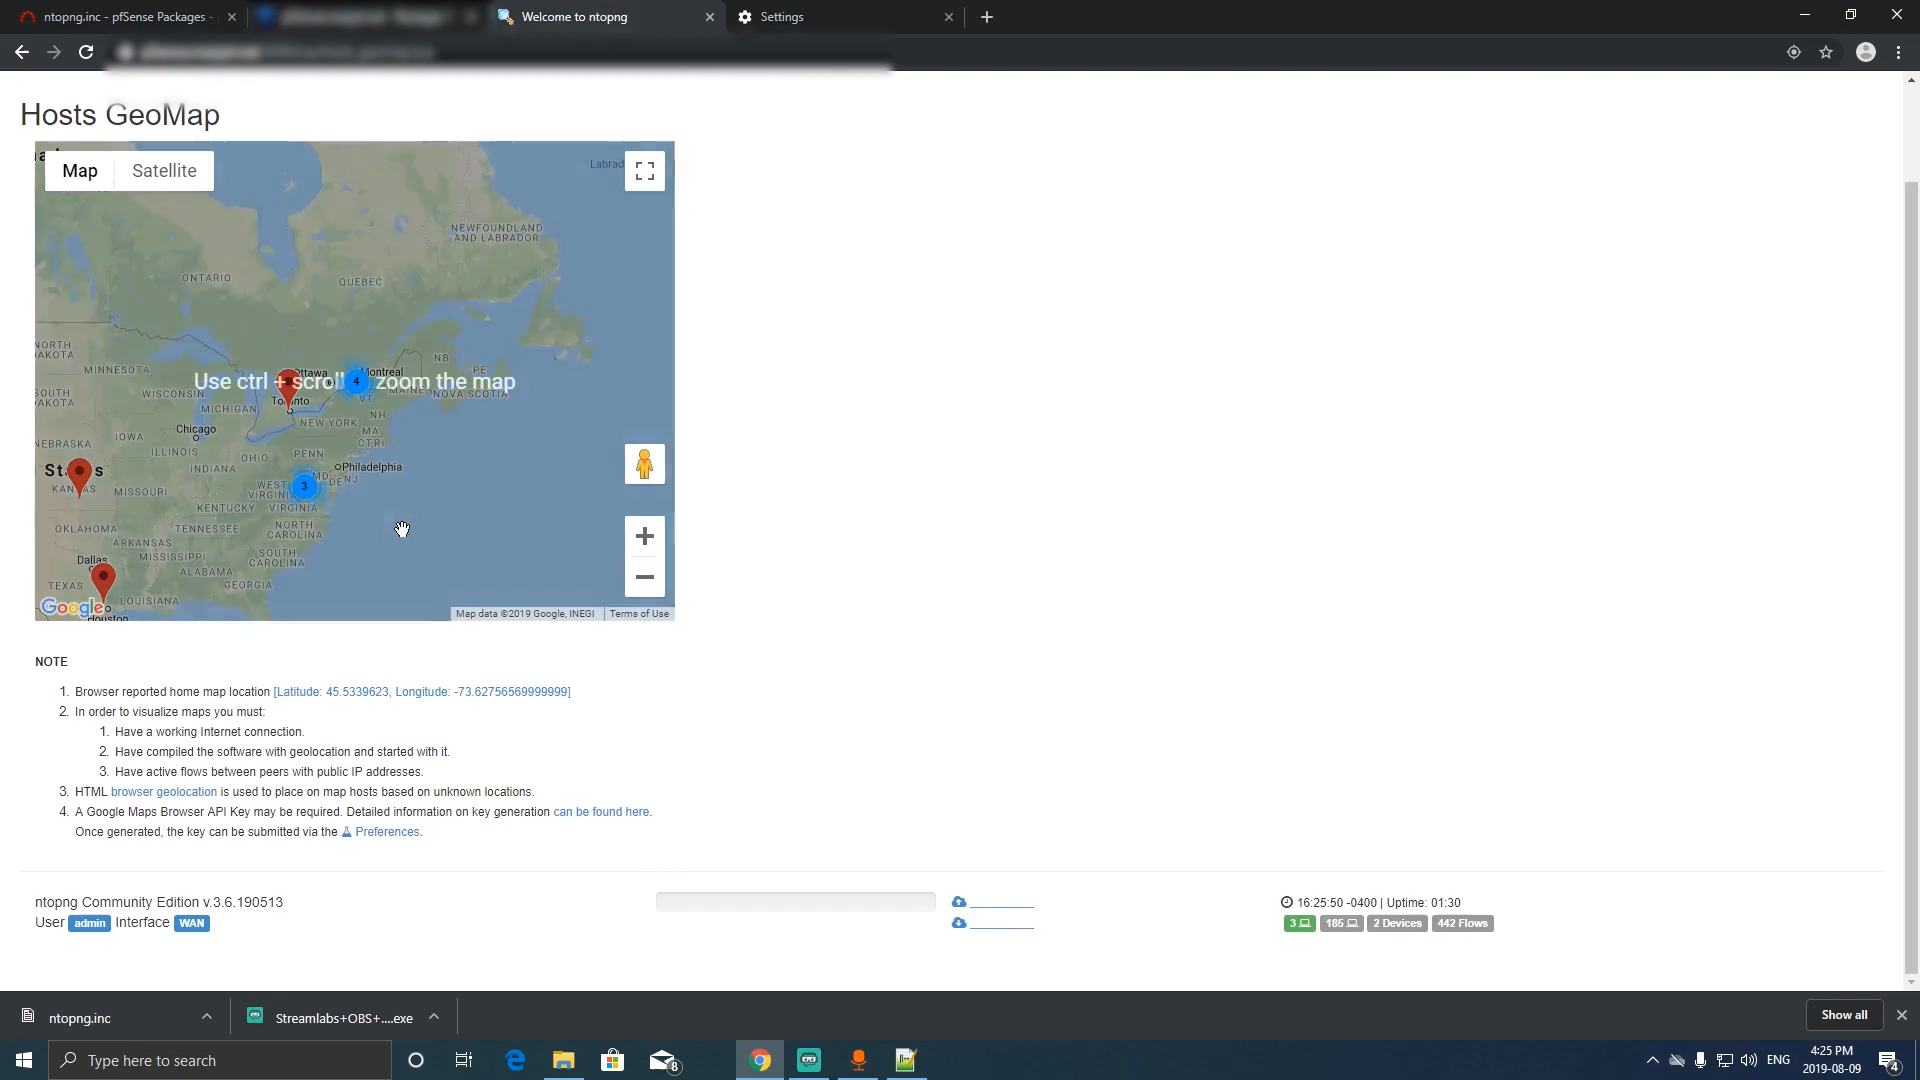 ntopng.inc - pfSense Packages -
Welcome to ntopng
Settings
Hosts GeoMap
Map
Satellite
Labrad
NEWFOUNDLAND
AND LABRADOR
ONTARIO
QUEBEC
NORTH
DAKOTA
MINNESOTA
NB
PE
Ottawa
Montreal
Use ctrl + scroll zoom the map
4
SOUTH
DAKOTA
WISCONSIN
MAINE
NOVA SCOTIA
Toronto
VT
MICHIGAN
NH
NEW YORK
Chicago
MA
CT RI
NEBRASKA
IOWA
ILLINOIS
OHIO
PENN
INDIANA
Philadelphia
States
MD
DE NJ
KANSAS
MISSOURI
WEST
VIRGINIA
3
KENTUCKY
VIRGINIA
OKLAHOMA
TENNESSEE
NORTH
CAROLINA
ARKANSAS
MISSISSIPPI
SOUTH
CAROLINA
Dallas
ALABAMA
TEXAS
GEORGIA
LOUISIANA
Google
Houston
Map data ©2019 Google, INEGI
Terms of Use
NOTE
1. Browser reported home map location [Latitude: 45.5339623, Longitude: -73.62756569999999]
2. In order to visualize maps you must:
1. Have a working Internet connection.
2. Have compiled the software with geolocation and started with it.
3. Have active flows between peers with public IP addresses.
3. HTML browser geolocation is used to place on map hosts based on unknown locations.
4. A Google Maps Browser API Key may be required. Detailed information on key generation can be found here.
Once generated, the key can be submitted via the Preferences.
ntopng Community Edition v.3.6.190513
User admin Interface WAN
16:25:50 -0400 | Uptime: 01:30
3 185 2 Devices 442 Flows
ntopng.inc
Streamlabs+OBS+....exe
Show all
Type here to search
8
ENG
4:25 PM
2019-08-09
4